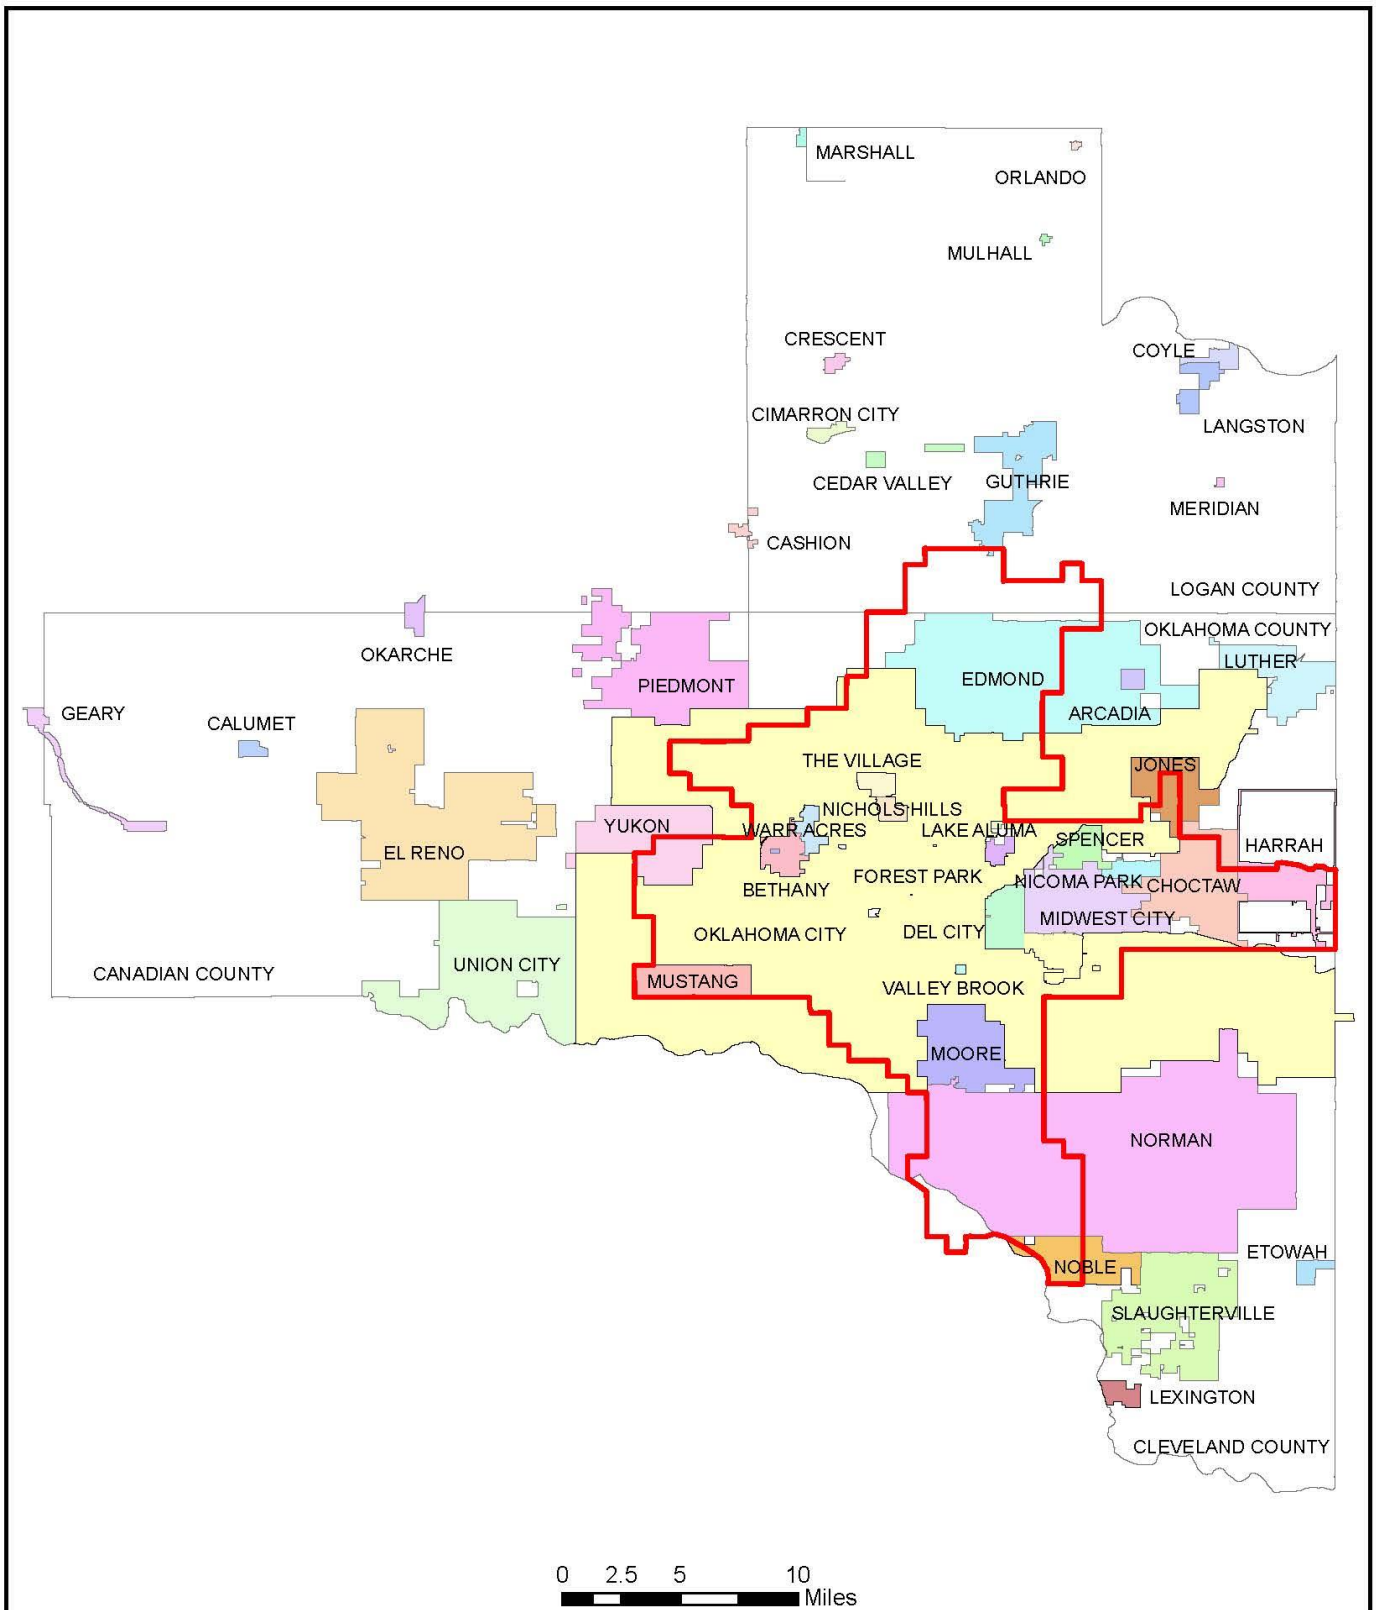 MARSHALL
ORLANDO
MULHALL
CRESCENT
COYLE
CIMARRON CITY
LANGSTON
CEDAR VALLEY
GUTHRIE
MERIDIAN
CASHION
LOGAN COUNTY
OKLAHOMA COUNTY
OKARCHE
LUTHER
EDMOND
PIEDMONT
GEARY
ARCADIA
CALUMET
THE VILLAGE
JONES
NICHOLS HILLS
YUKON
WARR ACRES
LAKE ALUMA
SPENCER
HARRAH
EL RENO
FOREST PARK
NICOMA PARK
CHOCTAW
BETHANY
MIDWEST CITY
OKLAHOMA CITY
DEL CITY
UNION CITY
CANADIAN COUNTY
MUSTANG
VALLEY BROOK
MOORE
NORMAN
ETOWAH
NOBLE
SLAUGHTERVILLE
LEXINGTON
CLEVELAND COUNTY
0 2.5 5 10
Miles